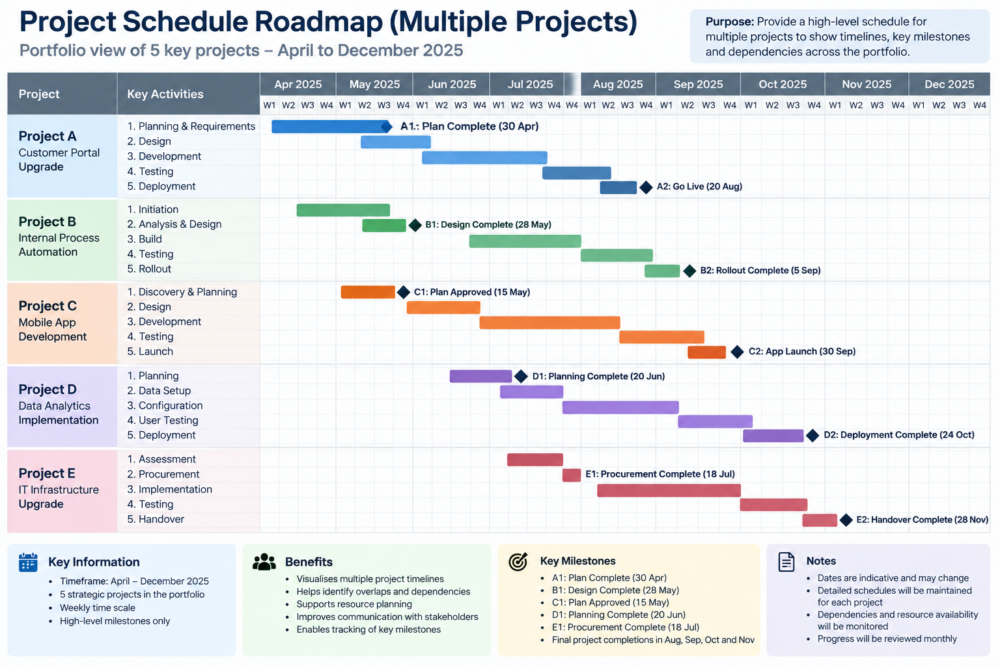 Project Schedule Roadmap (Multiple Projects)
Portfolio view of 5 key projects – April to December 2025
Purpose: Provide a high-level schedule for
multiple projects to show timelines, key milestones
and dependencies across the portfolio.
Project
Key Activities
Apr 2025 May 2025 Jun 2025 Jul 2025 Aug 2025 Sep 2025 Oct 2025 Nov 2025 Dec 2025
W1 W2 W3 W4 W1 W2 W3 W4 W1 W2 W3 W4 W1 W2 W3 W4 W4 W1 W2 W3 W4 W1 W2 W3 W4 W1 W2 W3 W4 W1 W2 W3 W4 W1 W2 W3 W4
Project A
Customer Portal
Upgrade
1. Planning & Requirements
A1.: Plan Complete (30 Apr)
2. Design
3. Development
4. Testing
5. Deployment
A2: Go Live (20 Aug)
Project B
Internal Process
Automation
1. Initiation
2. Analysis & Design
B1: Design Complete (28 May)
3. Build
4. Testing
5. Rollout
B2: Rollout Complete (5 Sep)
Project C
Mobile App
Development
1. Discovery & Planning
C1: Plan Approved (15 May)
2. Design
3. Development
4. Testing
5. Launch
C2: App Launch (30 Sep)
Project D
Data Analytics
Implementation
1. Planning
D1: Planning Complete (20 Jun)
2. Data Setup
3. Configuration
4. User Testing
5. Deployment
D2: Deployment Complete (24 Oct)
Project E
IT Infrastructure
Upgrade
1. Assessment
2. Procurement
E1: Procurement Complete (18 Jul)
3. Implementation
4. Testing
5. Handover
E2: Handover Complete (28 Nov)
Key Information
• Timeframe: April – December 2025
• 5 strategic projects in the portfolio
• Weekly time scale
• High-level milestones only
Benefits
• Visualises multiple project timelines
• Helps identify overlaps and dependencies
• Supports resource planning
• Improves communication with stakeholders
• Enables tracking of key milestones
Key Milestones
• A1: Plan Complete (30 Apr)
• B1: Design Complete (28 May)
• C1: Plan Approved (15 May)
• D1: Planning Complete (20 Jun)
• E1: Procurement Complete (18 Jul)
• Final project completions in Aug, Sep, Oct and Nov
Notes
• Dates are indicative and may change
• Detailed schedules will be maintained
for each project
• Dependencies and resource availability
will be monitored
• Progress will be reviewed monthly